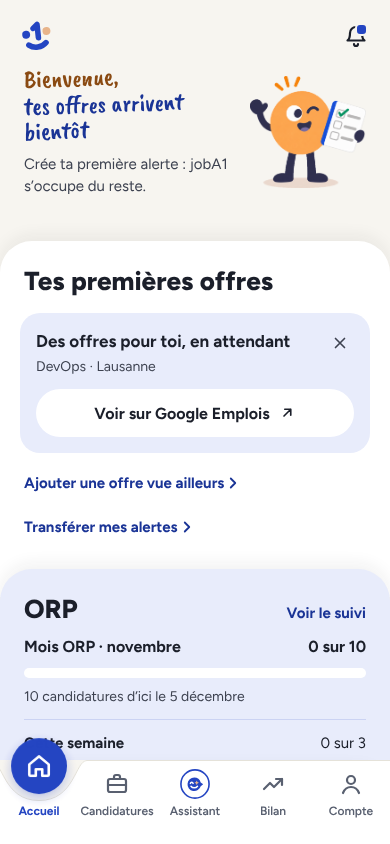 Bienvenue,
tes offres arrivent
bientôt
Crée ta première alerte : jobA1
s'occupe du reste.
Tes premières offres
Des offres pour toi, en attendant
DevOps · Lausanne
Voir sur Google Emplois
Ajouter une offre vue ailleurs
Transférer mes alertes
ORP
Voir le suivi
Mois ORP · novembre
0 sur 10
10 candidatures d'ici le 5 décembre
semaine
0 sur 3
Accueil
Candidatures
Assistant
Bilan
Compte